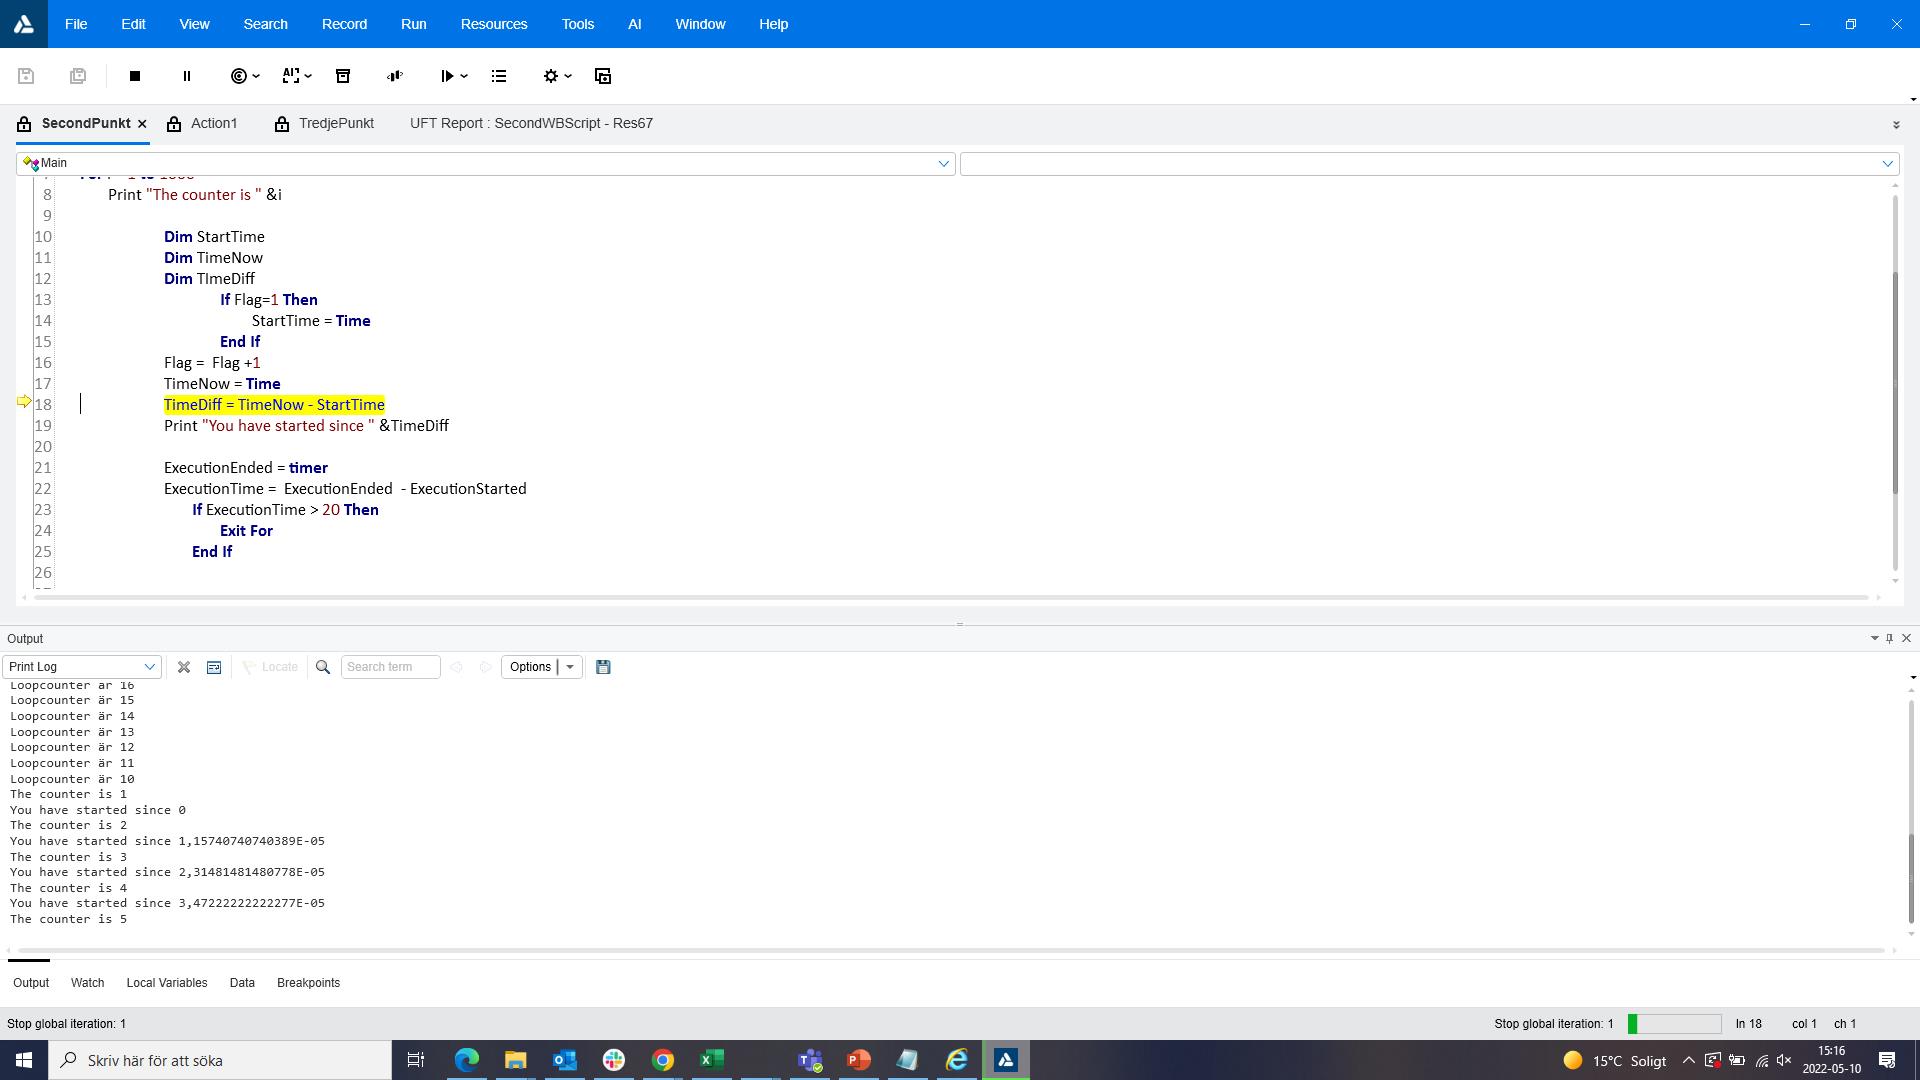 File Edit View Search Record Run Resources Tools AI Window Help
SecondPunkt Action1 TredjePunkt UFT Report : SecondWBScript - Res67
Main
8 Print "The counter is " &i
9
10 Dim StartTime
11 Dim TimeNow
12 Dim TImeDiff
13 If Flag=1 Then
14 StartTime = Time
15 End If
16 Flag = Flag +1
17 TimeNow = Time
18 TimeDiff = TimeNow - StartTime
19 Print "You have started since " &TimeDiff
20
21 ExecutionEnded = timer
22 ExecutionTime = ExecutionEnded - ExecutionStarted
23 If ExecutionTime > 20 Then
24 Exit For
25 End If
26
Output
Print Log Locate Search term Options
Loopcounter är 16
Loopcounter är 15
Loopcounter är 14
Loopcounter är 13
Loopcounter är 12
Loopcounter är 11
Loopcounter är 10
The counter is 1
You have started since 0
The counter is 2
You have started since 1,15740740740389E-05
The counter is 3
You have started since 2,31481481480778E-05
The counter is 4
You have started since 3,47222222222277E-05
The counter is 5
Output Watch Local Variables Data Breakpoints
Stop global iteration: 1 Stop global iteration: 1 ln 18 col 1 ch 1
Skriv här för att söka 15°C Soligt 15:16
2022-05-10